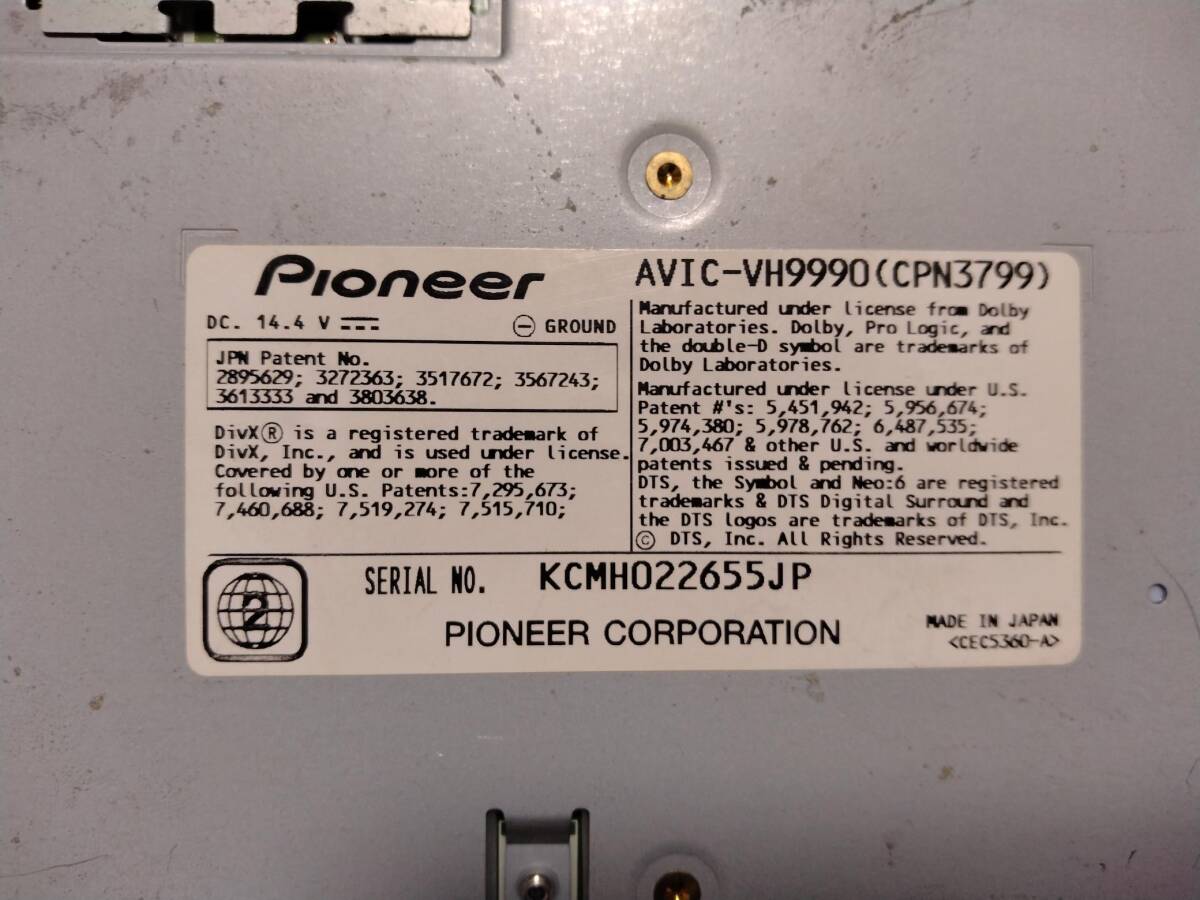 Pioneer
DC. 14.4 V
GROUND
JPN Patent No.
2895629; 3272363; 3517672; 3567243;
3613333 and 3803638.
DivX® is a registered trademark of
DivX, Inc., and is used under license.
Covered by one or more of the
following U.S. Patents:7,295,673;
7,460,688; 7,519,274; 7,515,710;
AVIC-VH9990(CPN3799)
Manufactured under license from Dolby
Laboratories. Dolby, Pro Logic, and
the double-D symbol are trademarks of
Dolby Laboratories.
Manufactured under license under U.S.
Patent #'s: 5,451,942; 5,956,674;
5,974,380; 5,978,762; 6,487,535;
7,003,467 & other U.S. and worldwide
patents issued & pending.
DTS, the Symbol and Neo:6 are registered
trademarks & DTS Digital Surround and
the DTS logos are trademarks of DTS, Inc.
© DTS, Inc. All Rights Reserved.
2
SERIAL NO. KCMH022655JP
PIONEER CORPORATION
MADE IN JAPAN
<CEC5360-A>